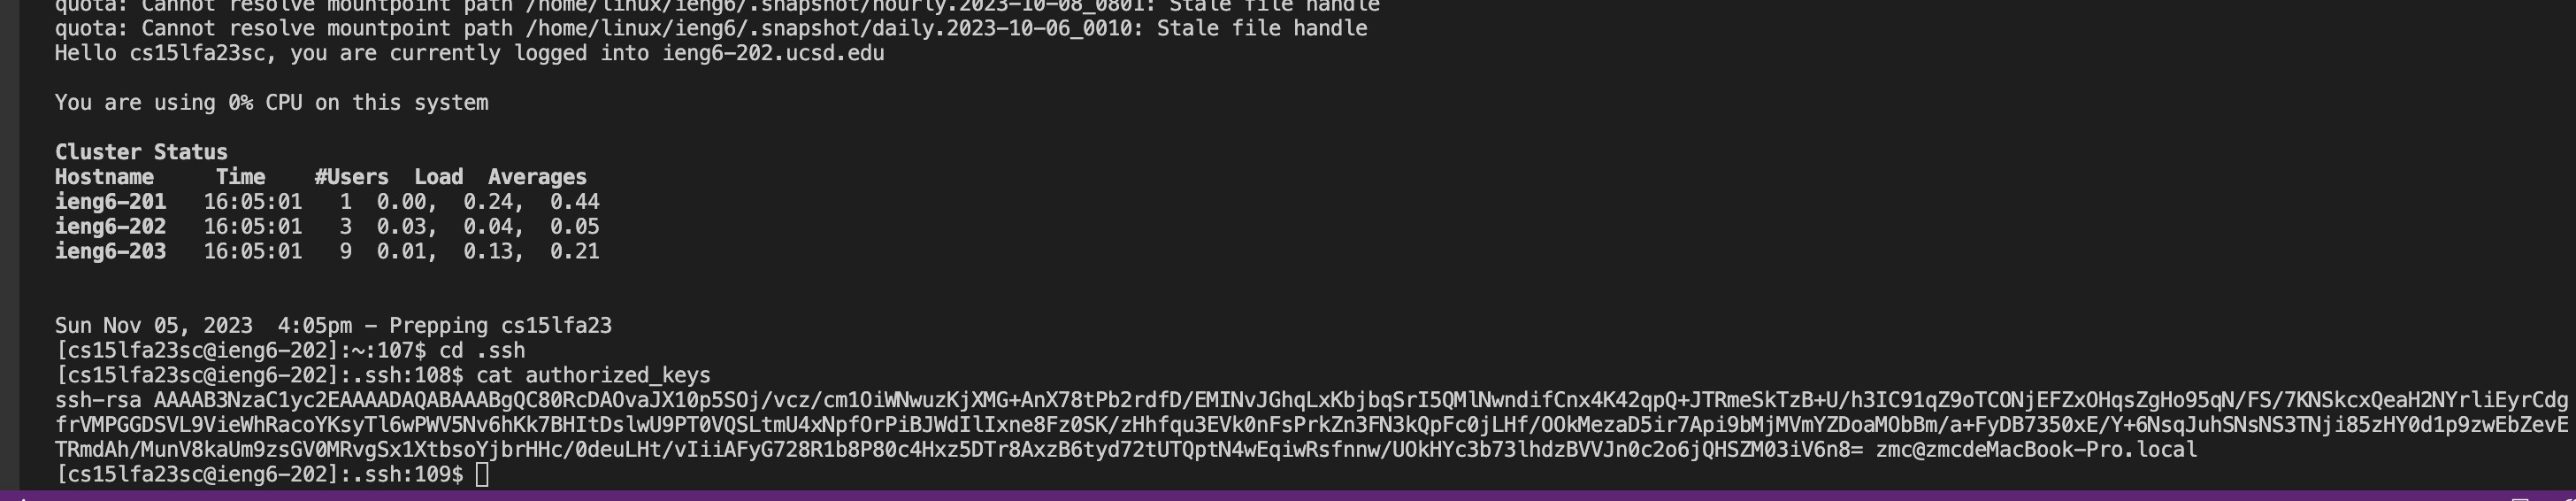 quota: Cannot resolve mountpoint path /home/linux/ieng6/.snapshot/hourly.2023-10-08_0801: Stale file handle
quota: Cannot resolve mountpoint path /home/linux/ieng6/.snapshot/daily.2023-10-06_0010: Stale file handle
Hello cs15lfa23sc, you are currently logged into ieng6-202.ucsd.edu
You are using 0% CPU on this system
Cluster Status
Hostname     Time    #Users  Load  Averages
ieng6-201   16:05:01   1  0.00,  0.24,  0.44
ieng6-202   16:05:01   3  0.03,  0.04,  0.05
ieng6-203   16:05:01   9  0.01,  0.13,  0.21
Sun Nov 05, 2023  4:05pm - Prepping cs15lfa23
[cs15lfa23sc@ieng6-202]:~:107$ cd .ssh
[cs15lfa23sc@ieng6-202]:.ssh:108$ cat authorized_keys
ssh-rsa AAAAB3NzaC1yc2EAAAADAQABAAABgQC80RcDAOvaJX10p5SOj/vcz/cm1OiWNwuzKjXMG+AnX78tPb2rdfD/EMINvJGhqLxKbjbqSrI5QMlNwndifCnx4K42qpQ+JTRmeSkTzB+U/h3IC91qZ9oTCONjEFZxOHqsZgHo95qN/FS/7KNSkcxQeaH2NYrliEyrCdg
frVMPGGDSVL9VieWhRacoYKsyTl6wPWV5Nv6hKk7BHItDslwU9PT0VQSLtmU4xNpfOrPiBJWdIlIxne8Fz0SK/zHhfqu3EVk0nFsPrkZn3FN3kQpFc0jLHf/OOkMezaD5ir7Api9bMjMVmYZDoaMObBm/a+FyDB7350xE/Y+6NsqJuhSNsNS3TNji85zHY0d1p9zwEbZevE
TRmdAh/MunV8kaUm9zsGV0MRvgSx1XtbsoYjbrHHc/0deuLHt/vIiiAFyG728R1b8P80c4Hxz5DTr8AxzB6tyd72tUTQptN4wEqiwRsfnnw/UOkHYc3b73lhdzBVVJn0c2o6jQHSZM03iV6n8= zmc@zmcdeMacBook-Pro.local
[cs15lfa23sc@ieng6-202]:.ssh:109$